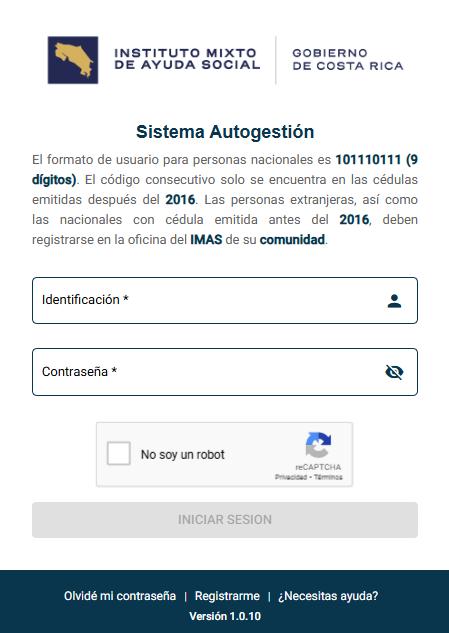 INSTITUTO MIXTO
DE AYUDA SOCIAL
GOBIERNO
DE COSTA RICA
Sistema Autogestión
El formato de usuario para personas nacionales es 101110111 (9
dígitos). El código consecutivo solo se encuentra en las cédulas
emitidas después del 2016. Las personas extranjeras, así como
las nacionales con cédula emitida antes del 2016, deben
registrarse en la oficina del IMAS de su comunidad.
Identificación *
Contraseña *
No soy un robot
reCAPTCHA
Privacidad - Términos
INICIAR SESION
Olvidé mi contraseña | Registrarme | ¿Necesitas ayuda?
Versión 1.0.10